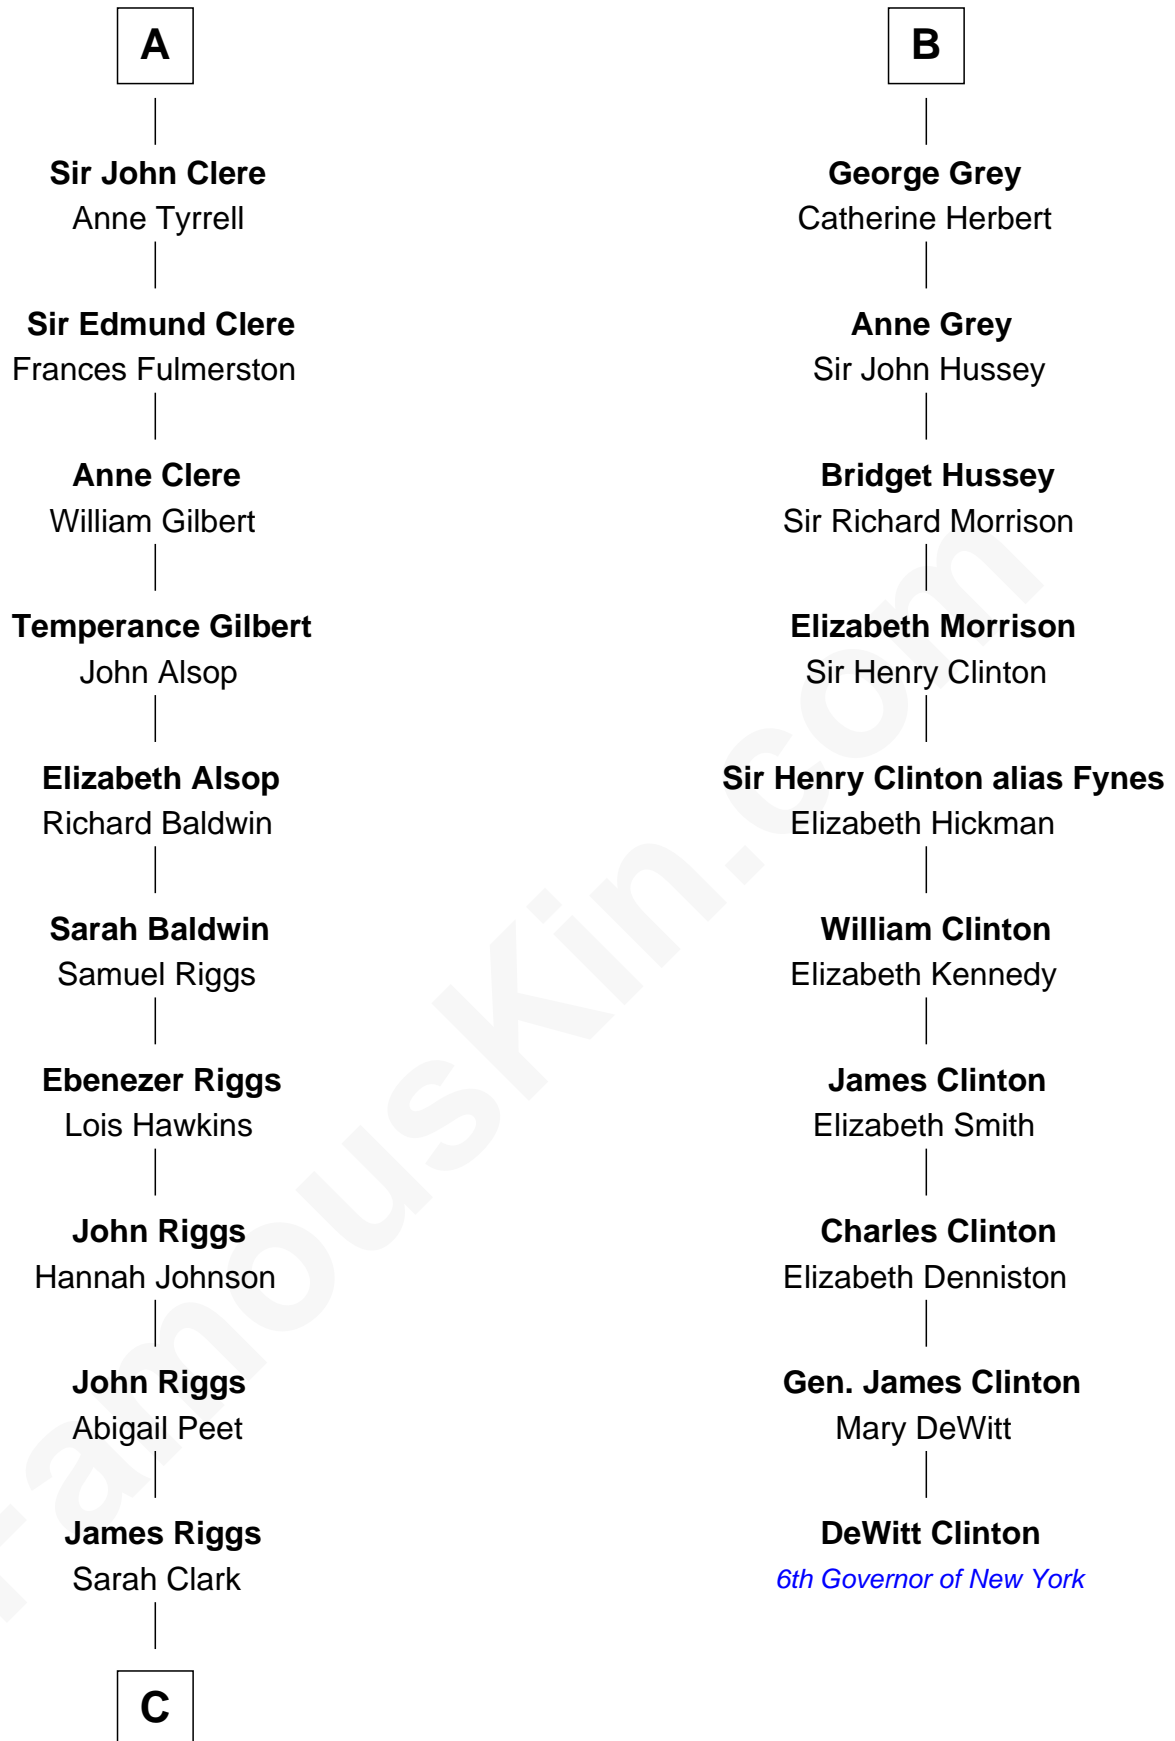 A
Sir John Clere
Anne Tyrrell
Sir Edmund Clere
Frances Fulmerston
Anne Clere
William Gilbert
Temperance Gilbert
John Alsop
Elizabeth Alsop
Richard Baldwin
Sarah Baldwin
Samuel Riggs
Ebenezer Riggs
Lois Hawkins
John Riggs
Hannah Johnson
John Riggs
Abigail Peet
James Riggs
Sarah Clark
C
B
George Grey
Catherine Herbert
Anne Grey
Sir John Hussey
Bridget Hussey
Sir Richard Morrison
Elizabeth Morrison
Sir Henry Clinton
Sir Henry Clinton alias Fynes
Elizabeth Hickman
William Clinton
Elizabeth Kennedy
James Clinton
Elizabeth Smith
Charles Clinton
Elizabeth Denniston
Gen. James Clinton
Mary DeWitt
DeWitt Clinton
6th Governor of New York
FamousKin.com